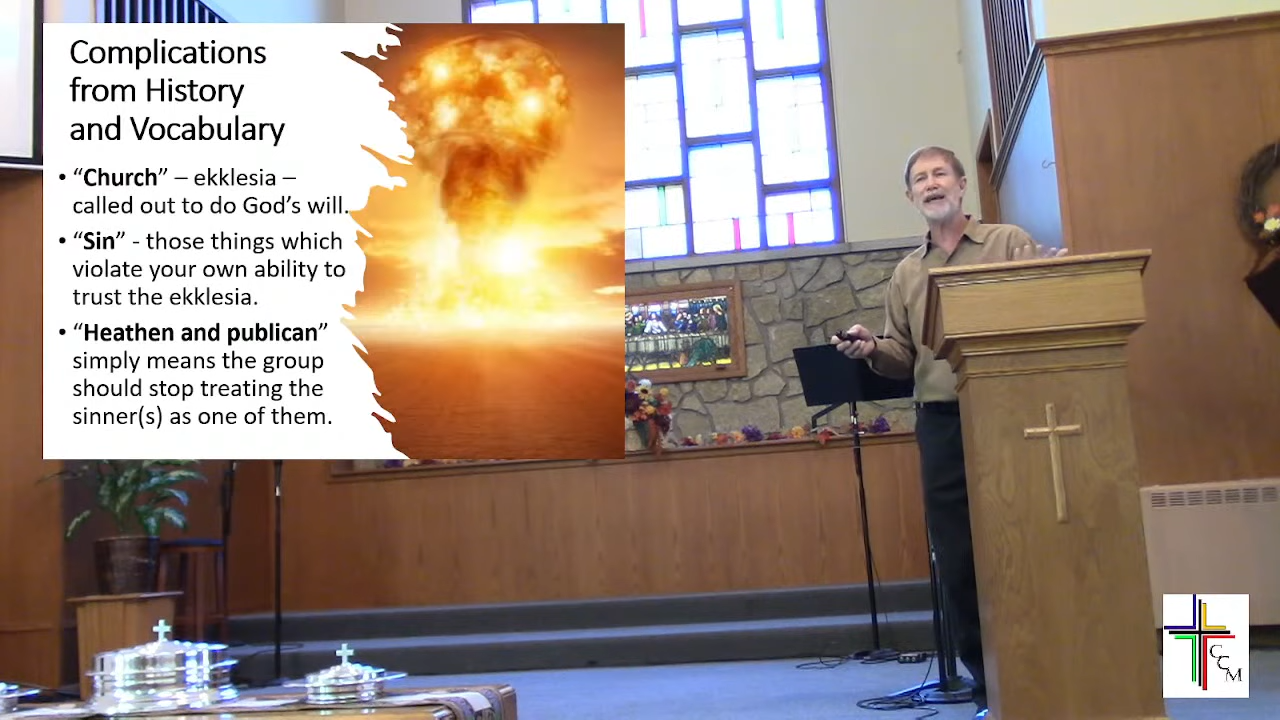 Complications
from History
and Vocabulary
• “Church” – ekklesia –
called out to do God’s will.
• “Sin” - those things which
violate your own ability to
trust the ekklesia.
• “Heathen and publican”
simply means the group
should stop treating the
sinner(s) as one of them.
CCM